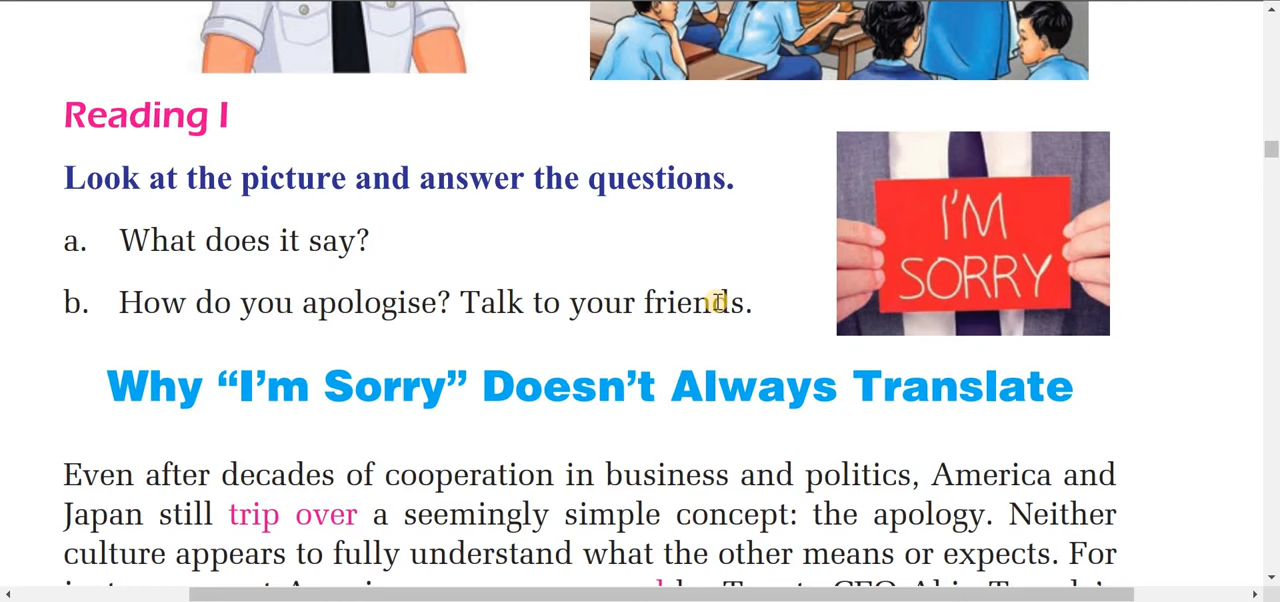 Reading I
Look at the picture and answer the questions.
a. What does it say?
b. How do you apologise? Talk to your friends.
I'M
SORRY
Why “I’m Sorry” Doesn’t Always Translate
Even after decades of cooperation in business and politics, America and
Japan still trip over a seemingly simple concept: the apology. Neither
culture appears to fully understand what the other means or expects. For